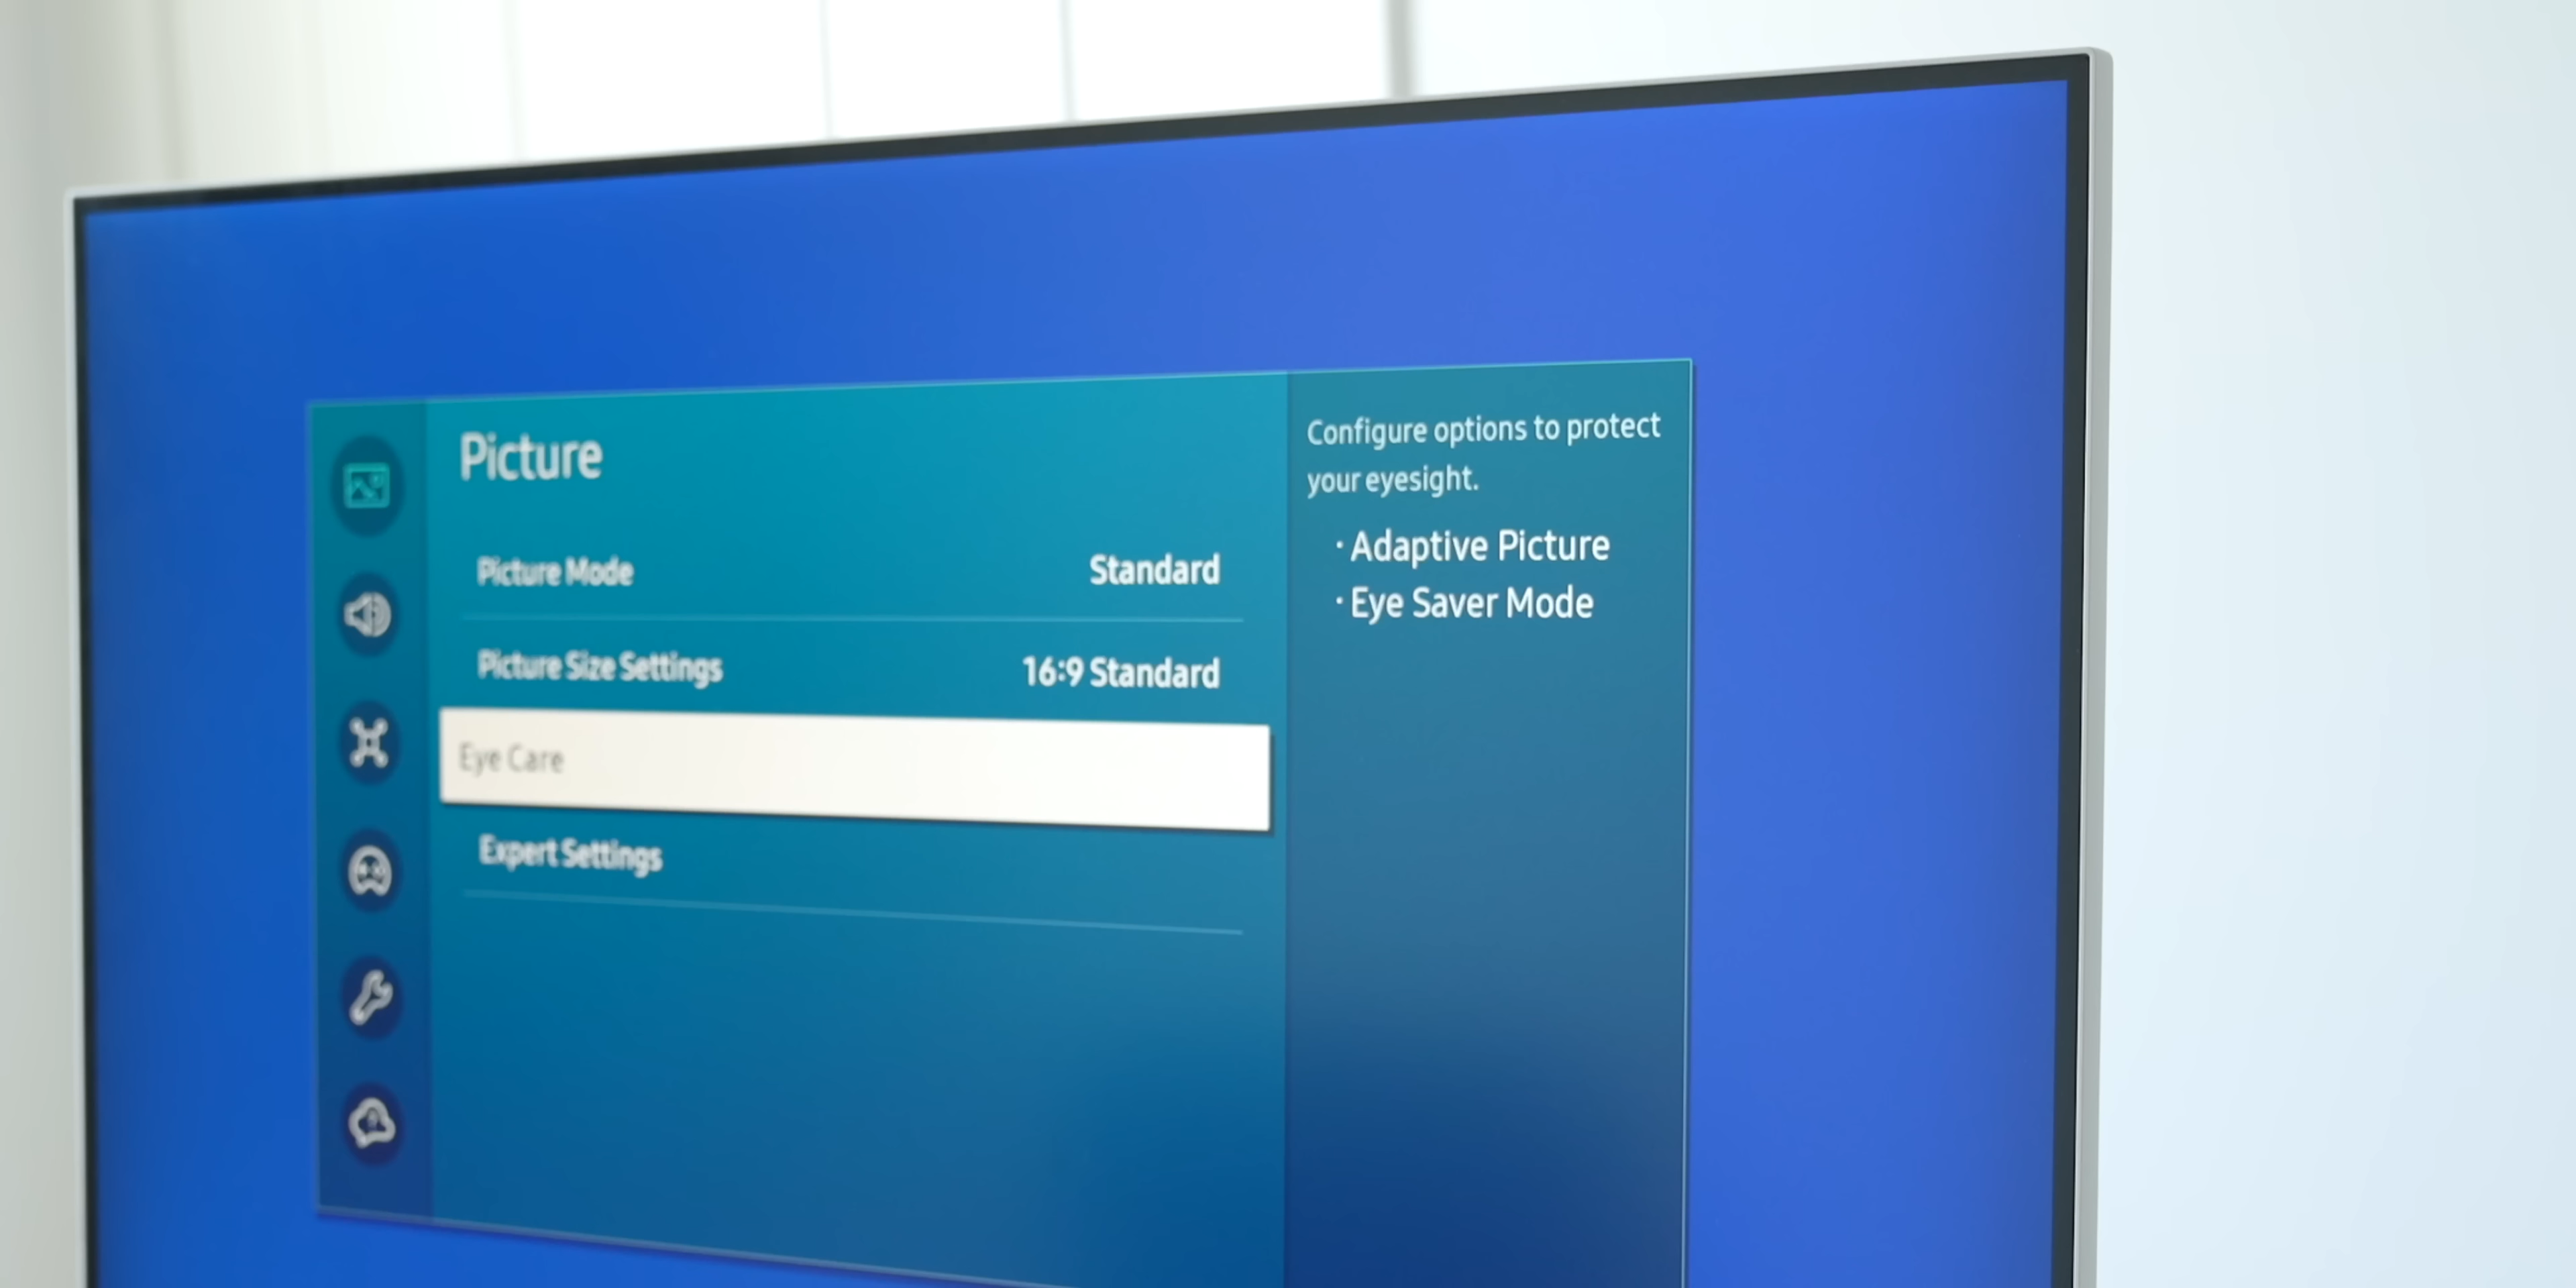 Picture
Picture Mode Standard
Picture Size Settings 16:9 Standard
Eye Care
Expert Settings
Configure options to protect
your eyesight.
· Adaptive Picture
· Eye Saver Mode